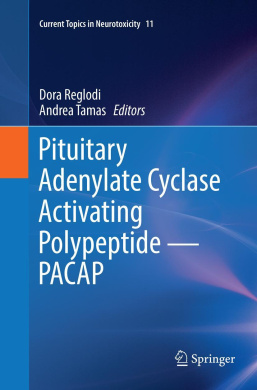 Current Topics in Neurotoxicity 11
Dora Reglodi
Andrea Tamas Editors
Pituitary
Adenylate Cyclase
Activating
Polypeptide —
PACAP
Springer